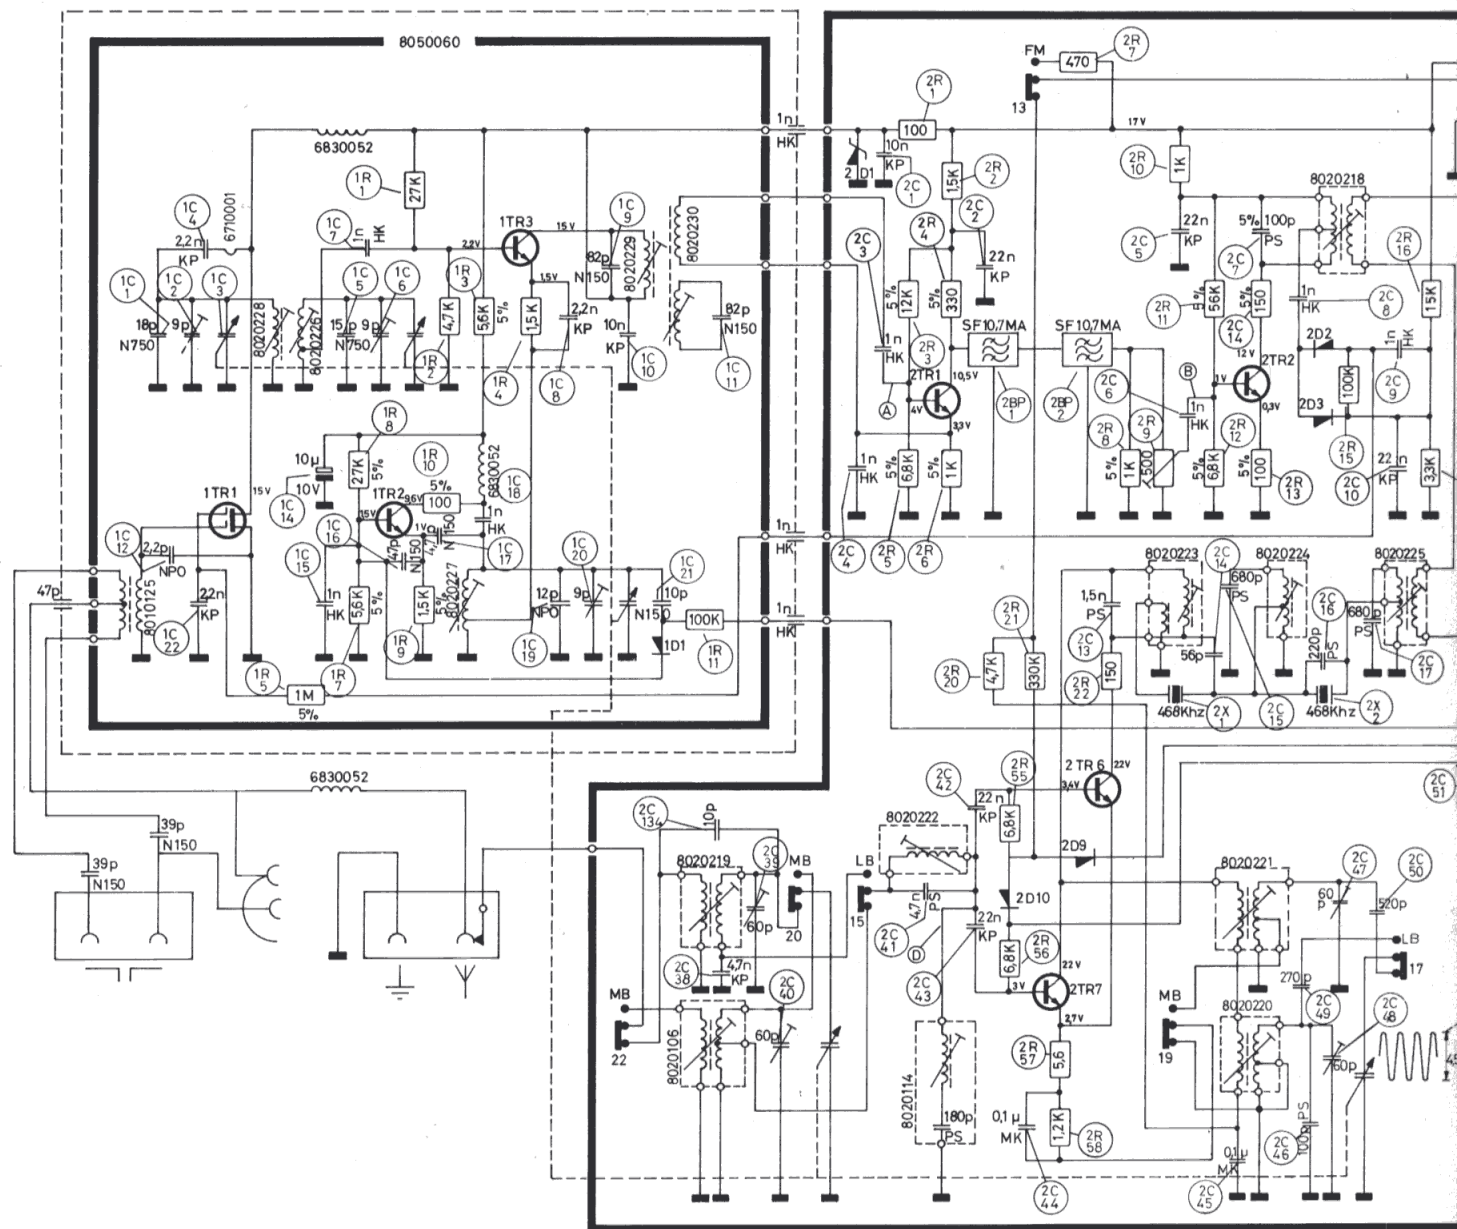 8050060
FM
2R 7
470
13
2R 1
1n
HK
100
17V
6830052
2 D1
10n
KP
2C 1
1,5K
2R 2
2R 10
1K
8020218
1R 1
27K
1C 4
2,2n
KP
6710001
1C 7
1n
HK
1TR3
15V
1C 9
82p
N150
8020229
8020230
2,2V
1,5V
2C 3
2R 4
2C 2
22n
KP
22n
KP
2C 5
5%
100p
PS
2C 7
2R 16
1C 1
1C 2
1C 3
18p
N750
9p
8020228
8020226
1C 5
1C 6
15p
N750
9p
1R 3
4,7K
1R 2
5,6K
5%
1,5K
1R 4
2,2n
KP
1C 8
10n
KP
1C 10
82p
N150
1C 11
5%
12K
5%
330
2R 3
1n
HK
SF10,7MA
SF10,7MA
2R 11
5%
56K
5%
150
2C 14
1n
HK
2C 8
15K
2D2
1n
HK
2C 9
2TR1
10,5V
4V
A
3,3V
2BP 1
2BP 2
2C 6
1n
HK
B
12V
2TR2
1V
0,3V
2D3
100K
2R 15
1R 8
27K
5%
1R 10
5%
100
10µ
10V
1C 14
1TR1
15V
1TR2
9,6V
15V
1V
6830052
1C 18
1n
HK
1n
HK
2C 4
5%
6,8K
2R 5
5%
1K
2R 6
2R 8
5%
1K
2R 9
500
5%
6,8K
2R 12
5%
100
2R 13
22n
KP
2C 10
3,3K
1C 12
2,2p
NPO
1C 16
47p
N150
4,7p
N150
1C 17
1n
HK
47p
8010125
22n
KP
1C 22
1C 15
1n
HK
5,6K
5%
1R 7
1,5K
5%
1R 9
8020227
12p
NPO
1C 19
1C 20
9p
N150
1C 21
10p
1D1
100K
1R 11
1n
HK
1R 5
1M
5%
8020223
2C 14
680p
PS
8020224
2C 16
8020225
680p
PS
2C 17
1,5n
PS
2C 13
56p
220p
PS
2R 21
330K
2R 20
4,7K
2R 22
150
468Khz
2X 1
2C 15
468Khz
2X 2
6830052
39p
N150
39p
N150
2C 42
22n
KP
2R 55
6,8K
2TR6
22V
3,4V
2C 51
2C 134
10p
8020219
2C 39
60p
MB
20
LB
15
8020222
4,7n
PS
2C 41
D
2D9
2D10
22n
KP
2C 43
6,8K
2R 56
22V
3V
2TR7
2,7V
8020221
2C 47
60p
2C 50
520p
LB
17
2C 38
4,7n
KP
2C 40
60p
MB
22
8020106
8020114
180p
PS
2R 57
5,6
0,1µ
MK
1,2K
2R 58
2C 44
MB
19
8020220
270p
2C 49
2C 48
60p
0,1µ
MK
2C 45
2C 46
100p PS